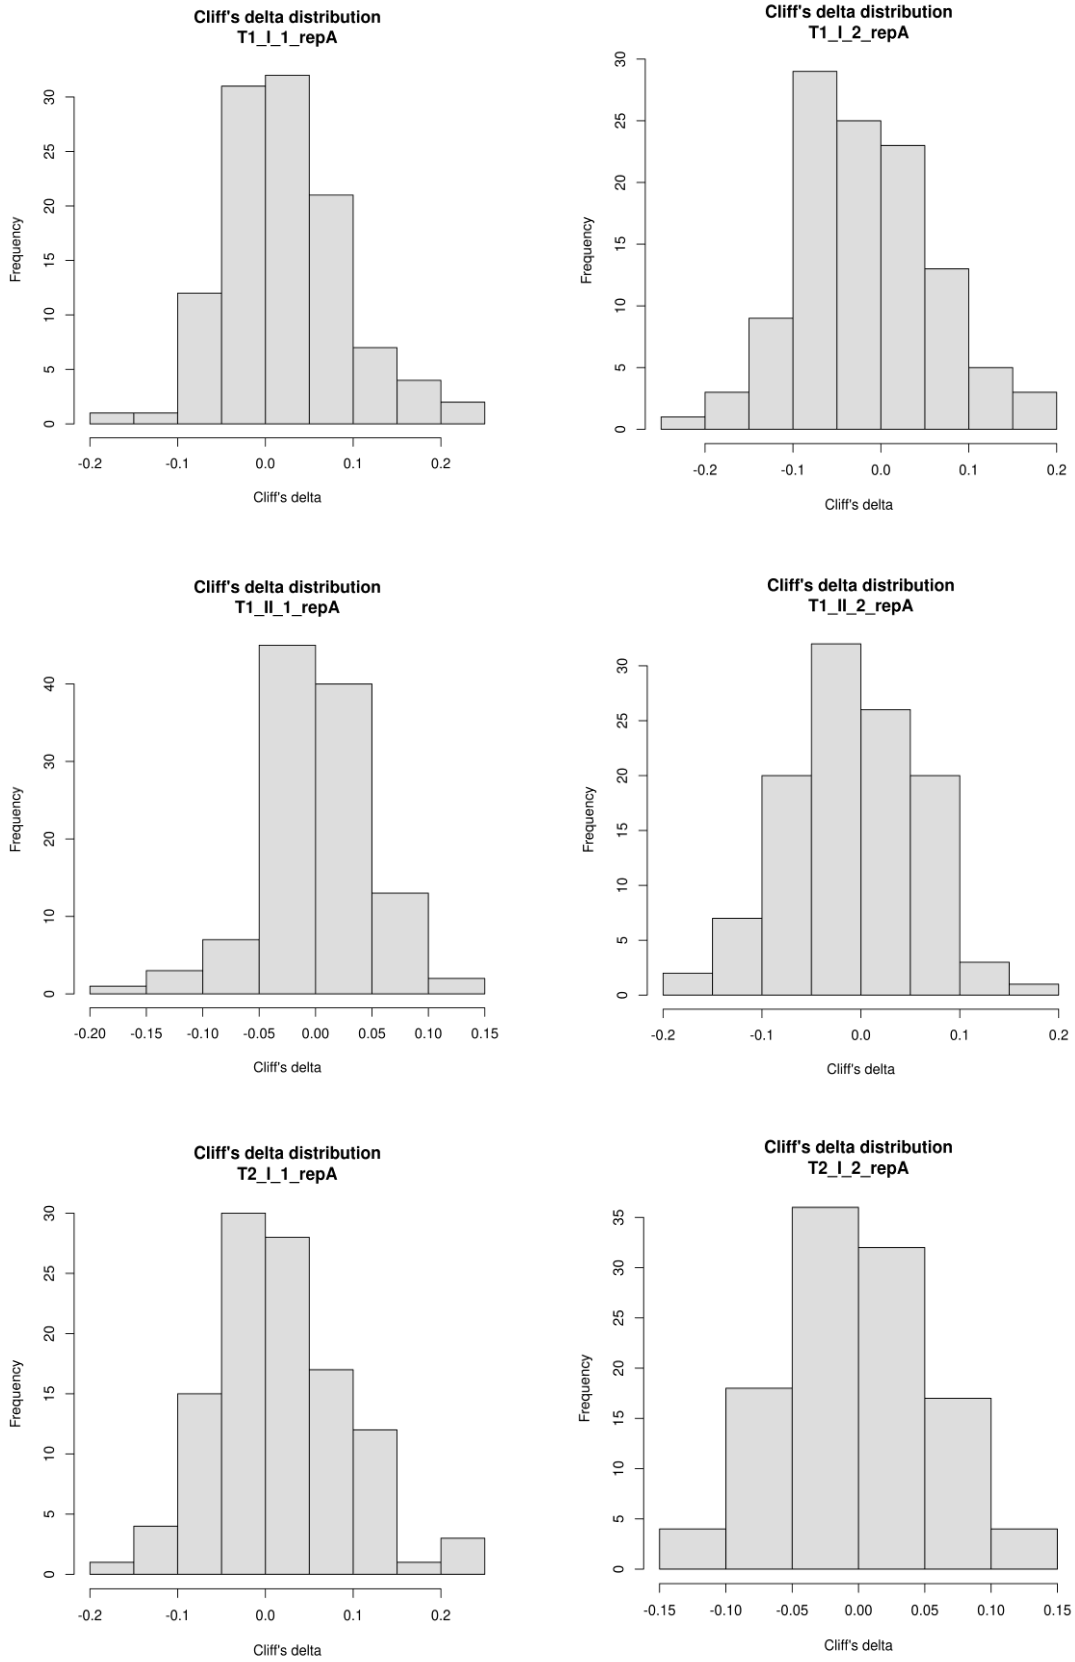 Cliff's delta distribution
T1_I_1_repA
Frequency
0 5 10 15 20 25 30
-0.2 -0.1 0.0 0.1 0.2
Cliff's delta
Cliff's delta distribution
T1_I_2_repA
Frequency
0 5 10 15 20 25 30
-0.2 -0.1 0.0 0.1 0.2
Cliff's delta
Cliff's delta distribution
T1_II_1_repA
Frequency
0 10 20 30 40
-0.20 -0.15 -0.10 -0.05 0.00 0.05 0.10 0.15
Cliff's delta
Cliff's delta distribution
T1_II_2_repA
Frequency
0 5 10 15 20 25 30
-0.2 -0.1 0.0 0.1 0.2
Cliff's delta
Cliff's delta distribution
T2_I_1_repA
Frequency
0 5 10 15 20 25 30
-0.2 -0.1 0.0 0.1 0.2
Cliff's delta
Cliff's delta distribution
T2_I_2_repA
Frequency
0 5 10 15 20 25 30 35
-0.15 -0.10 -0.05 0.00 0.05 0.10 0.15
Cliff's delta